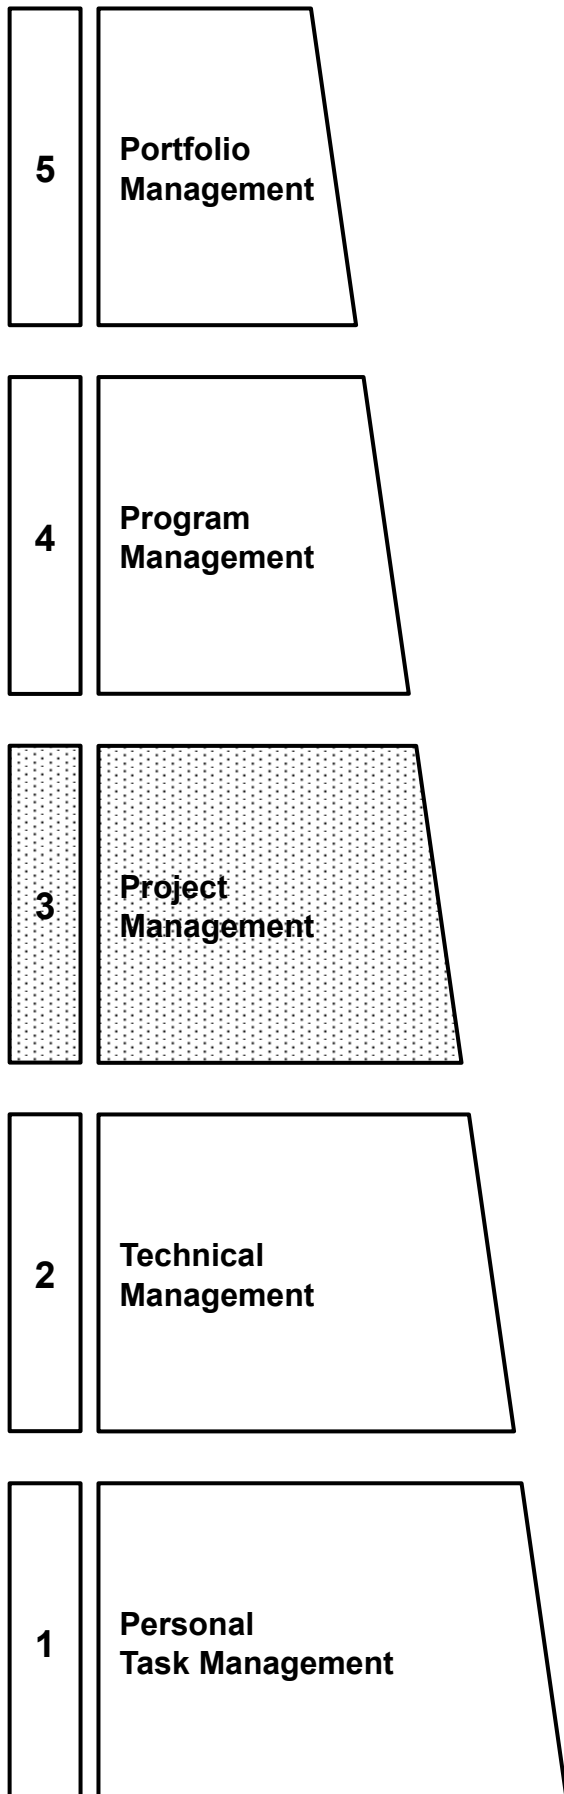 5
Portfolio
Management
4
Program
Management
3
Project
Management
2
Technical
Management
1
Personal
Task Management